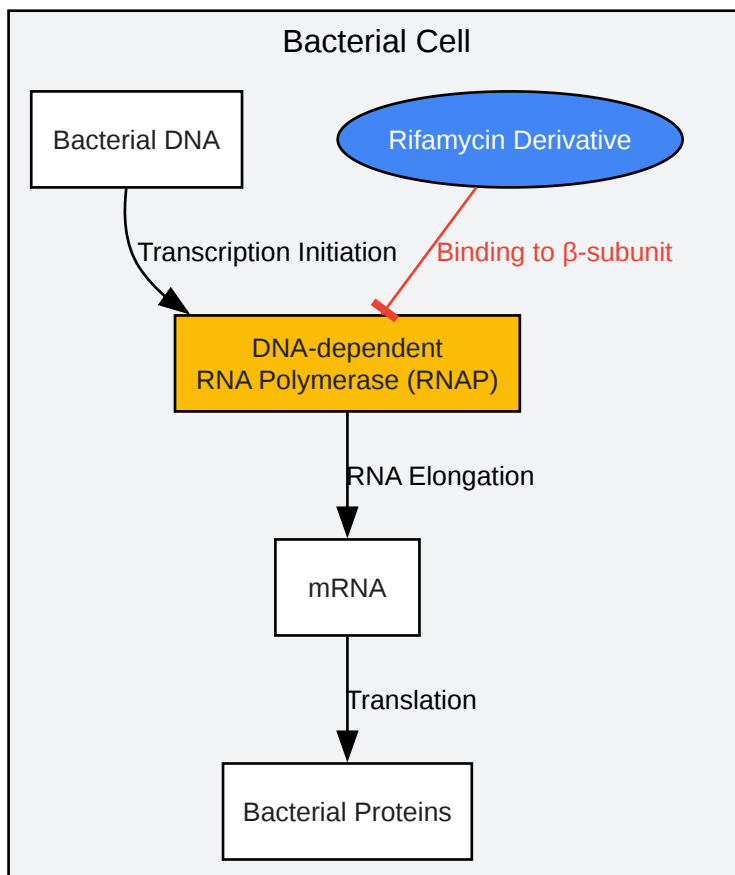 Bacterial Cell
Bacterial DNA
Rifamycin Derivative
Transcription Initiation
Binding to β-subunit
DNA-dependent
RNA Polymerase (RNAP)
RNA Elongation
mRNA
Translation
Bacterial Proteins